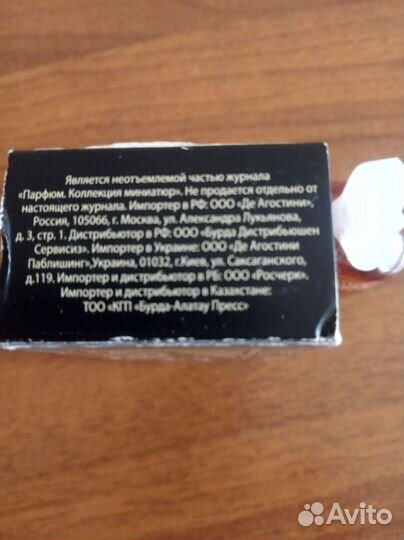 Является неотъемлемой частью журнала
«Парфюм. Коллекция миниатюр». Не продается отдельно от
настоящего журнала. Импортер в РФ: ООО «Де Агостини»,
Россия, 105066, г. Москва, ул. Александра Лукьянова,
д. 3, стр. 1. Дистрибьютор в РФ: ООО «Бурда Дистрибьюшен
Сервисиз». Импортер в Украине: ООО «Де Агостини
Паблишинг»,Украина, 01032, г.Киев, ул. Саксаганского,
д.119. Импортер и дистрибьютор в РБ: ООО «Росчерк».
Импортер и дистрибьютор в Казахстане:
ТОО «КГП «Бурда-Алатау Пресс»
Avito